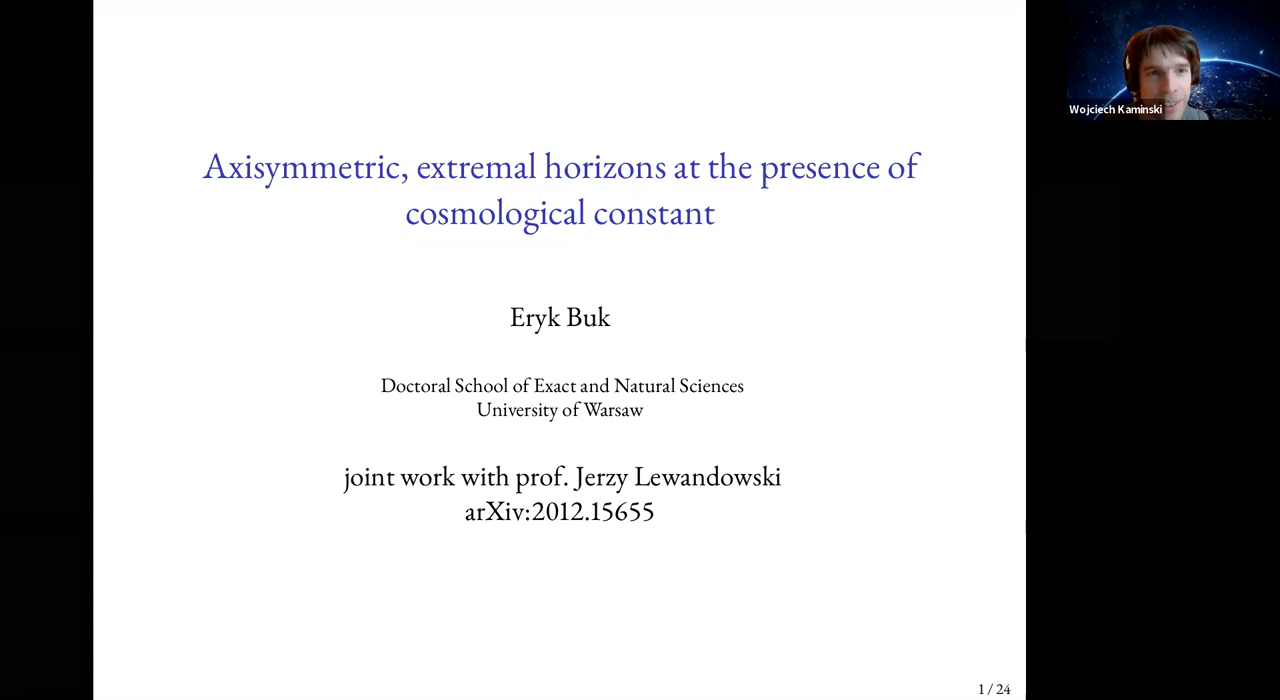 Axisymmetric, extremal horizons at the presence of
cosmological constant
Eryk Buk
Doctoral School of Exact and Natural Sciences
University of Warsaw
joint work with prof. Jerzy Lewandowski
arXiv:2012.15655
1 / 24
Wojciech Kaminski